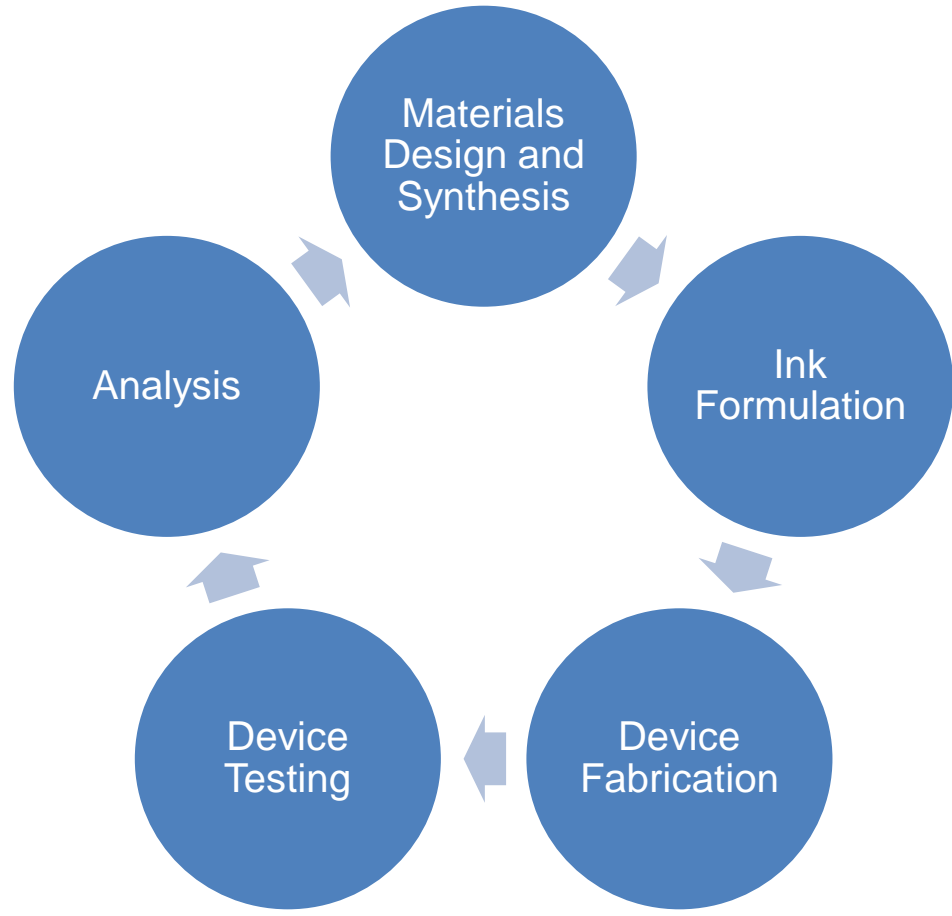 Materials
Design and
Synthesis
Ink
Formulation
Device
Fabrication
Device
Testing
Analysis